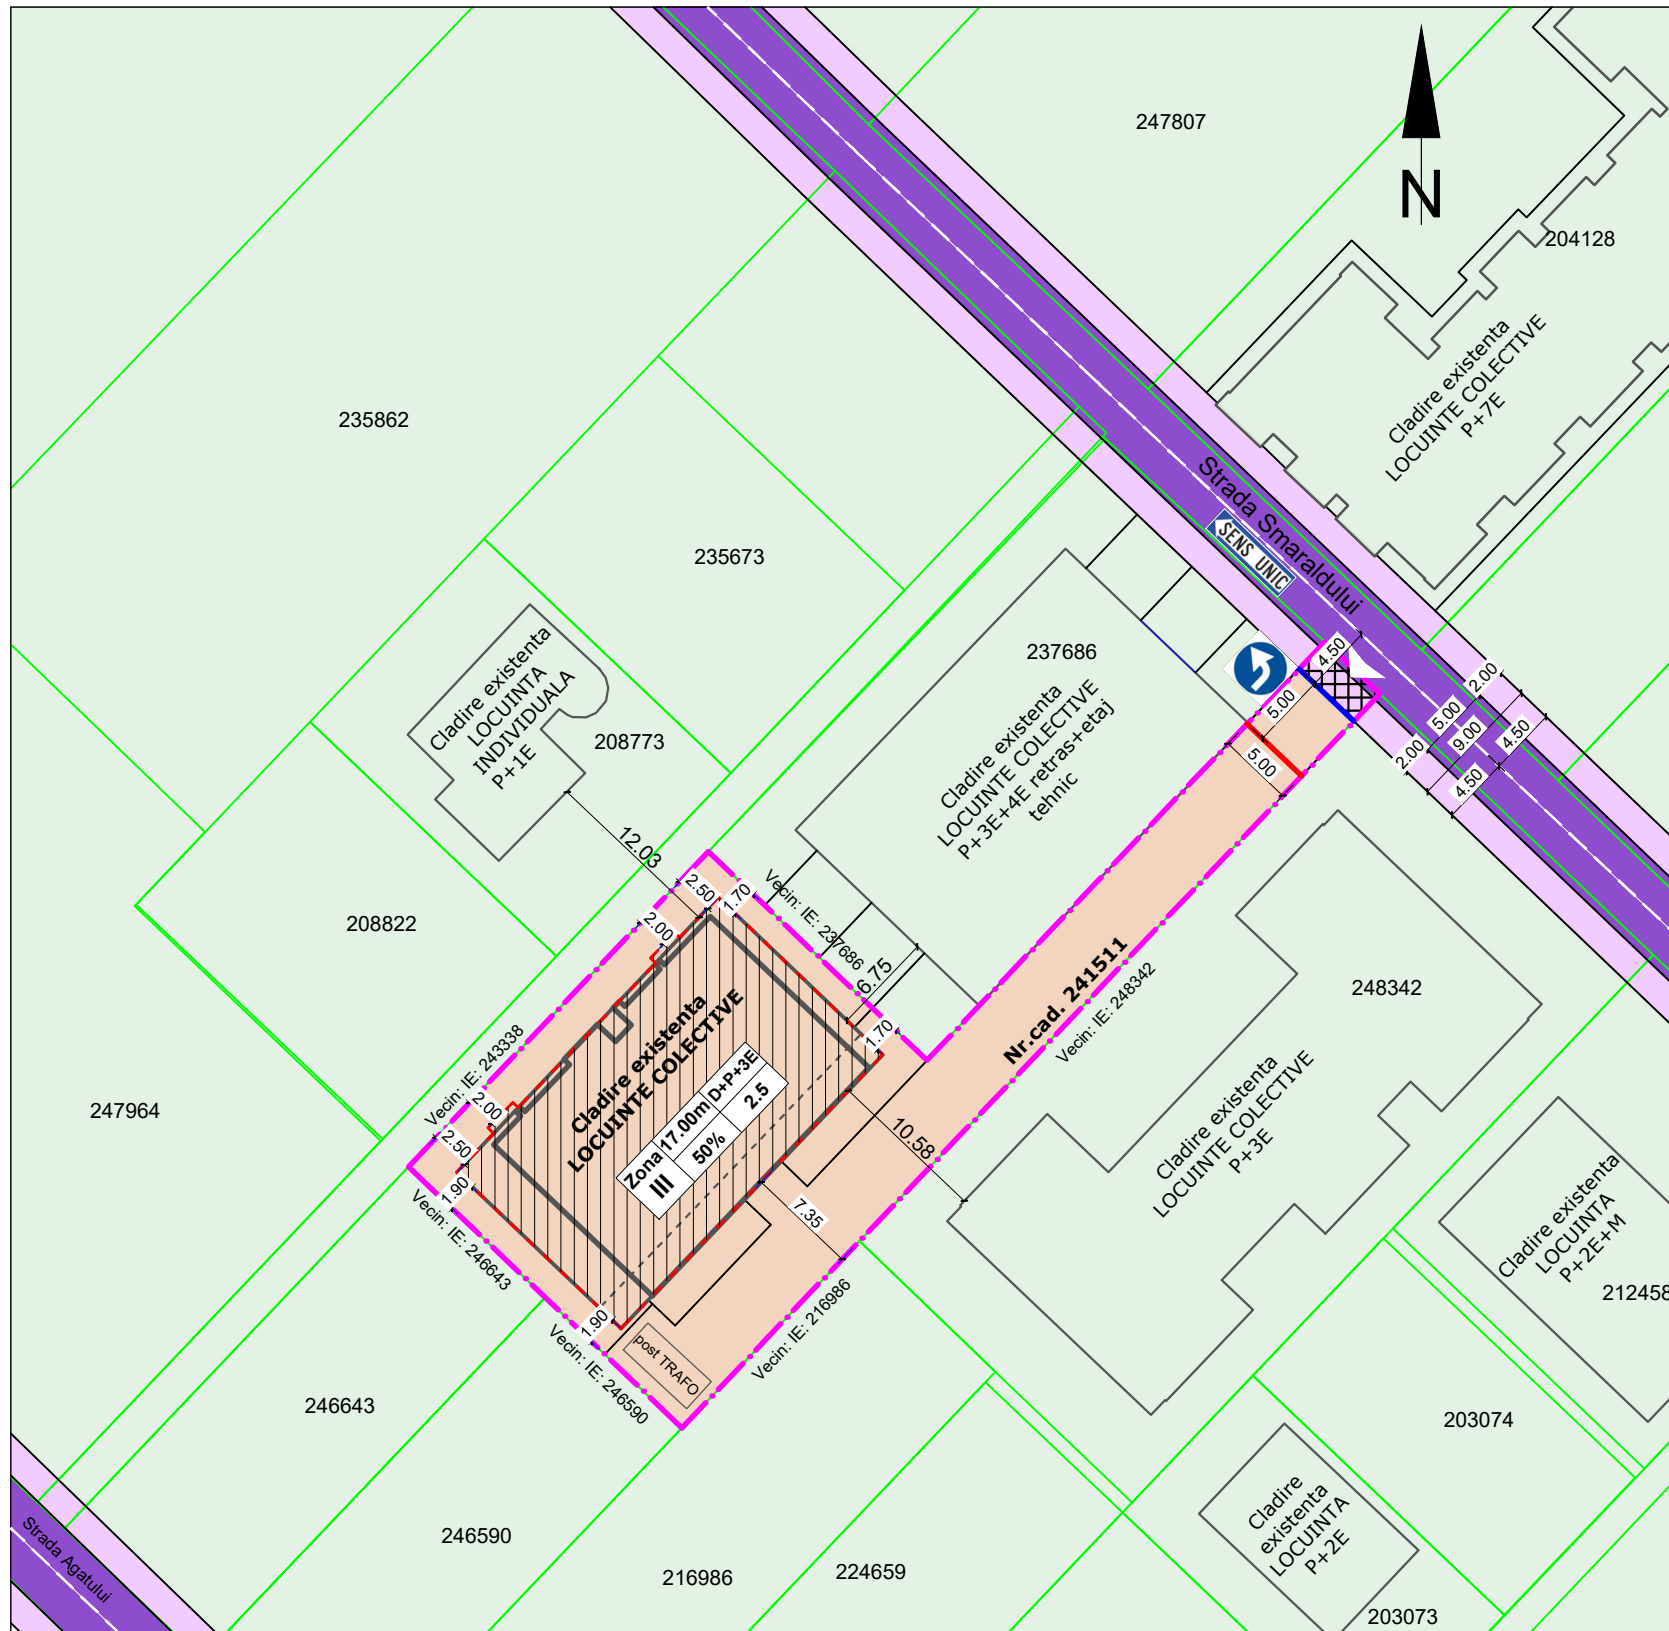 247807
N
204128
Cladire existenta
LOCUINTE COLECTIVE
P+7E
235862
Strada Smaraldului
SENS UNIC
235673
Cladire existenta
LOCUINTA
INDIVIDUALA
P+1E
208773
237686
Cladire existenta
LOCUINTE COLECTIVE
P+3E+4E retras+etaj
tehnic
4.50
5.00
5.00
2.00
5.00
9.00
4.50
2.00
4.50
12.03
2.50
1.70
2.00
Vecin: IE: 237686
6.75
1.70
208822
Nr.cad. 241511
Vecin: IE: 248342
248342
Cladire existenta
LOCUINTE COLECTIVE
P+3E
Cladire existenta
LOCUINTE COLECTIVE
Zona
III
17.00m
D+P+3E
50%
2.5
Vecin: IE: 243338
2.00
2.50
1.90
247964
10.58
7.35
Vecin: IE: 246643
1.90
Vecin: IE: 246590
post TRAFO
Vecin: IE: 216986
Cladire existenta
LOCUINTA
P+2E+M
212458
246643
203074
Cladire
existenta
LOCUINTA
P+2E
246590
216986
224659
203073
Strada Agatului